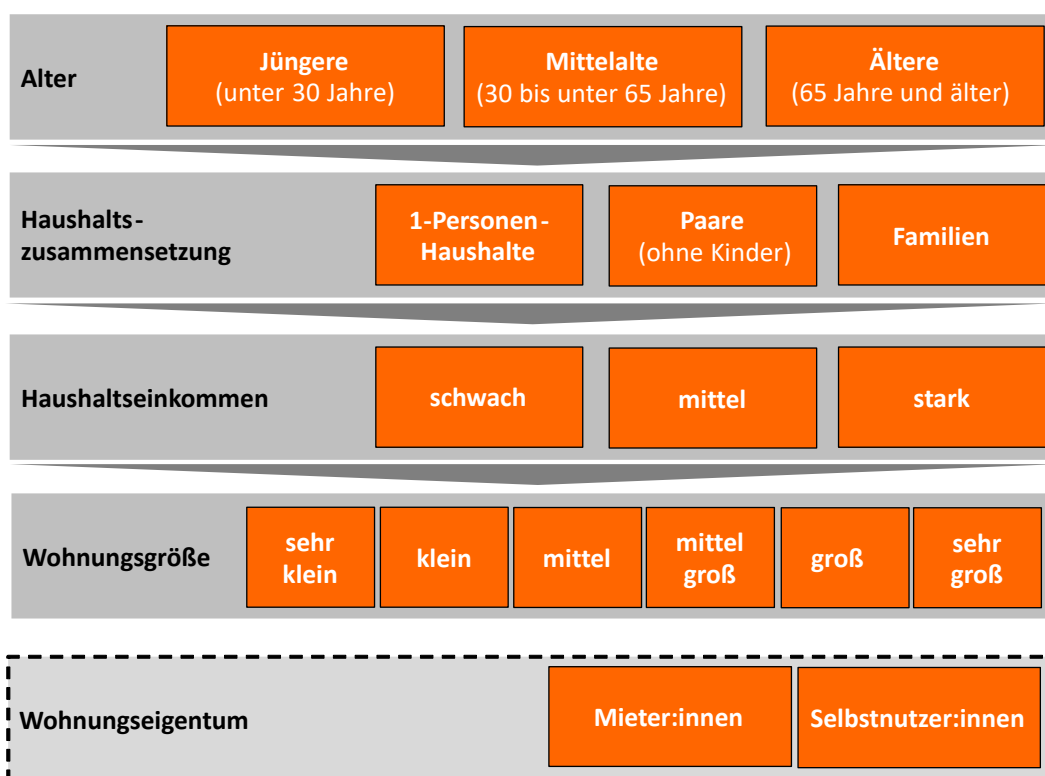 Alter
Jüngere
(unter 30 Jahre)
Mittelalte
(30 bis unter 65 Jahre)
Ältere
(65 Jahre und älter)
Haushalts-
zusammensetzung
1-Personen-
Haushalte
Paare
(ohne Kinder)
Familien
Haushaltseinkommen
schwach
mittel
stark
Wohnungsgröße
sehr
klein
klein
mittel
mittel
groß
groß
sehr
groß
Wohnungseigentum
Mieter:innen
Selbstnutzer:innen